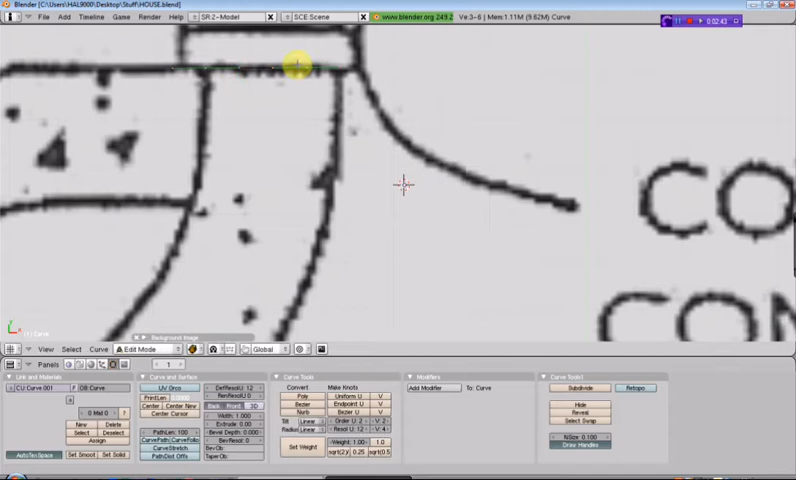 Blender [C:\Users\HAL9000\Desktop\Stuff\HOUSE.blend]
File Add Timeline Game Render Help SR:2-Model SCE:Scene www.blender.org 249.2 Ve:3-6 | Mem:1.11M (9.62M) Curve
0:02:43
CO
CON
(1) Curve
Background Image
View Select Curve Edit Mode Global
Panels 1
Link and Materials Curve and Surface Curve Tools Modifiers Curve Tools1
CU:Curve.001 F OB:Curve
0 Mat 0 ?
New Delete
Select Deselect
Assign
AutoTexSpace Set Smoot Set Solid
UV Orco
PrintLen 0.0000
Center Center New
Center Cursor
PathLen: 100
CurvePath CurveFollo
CurveStretch
PathDist Offs
DefResolU: 12
RenResolU: 0
Back Front 3D
Width: 1.000
Extrude: 0.00
Bevel Depth: 0.000
BevResol: 0
BevOb:
TaperOb:
Convert Make Knots
Poly Uniform U V
Bezier Endpoint U V
Nurb Bezier U V
Tilt Linear Order U: 2 V: 2
Radius Linear Resol U: 12 V: 4
Set Weight Weight: 1.00 1.0
sqrt(2)/ 0.25 sqrt(0.5
Add Modifier To: Curve
Subdivide Retopo
Hide
Reveal
Select Swap
NSize: 0.100
Draw Handles